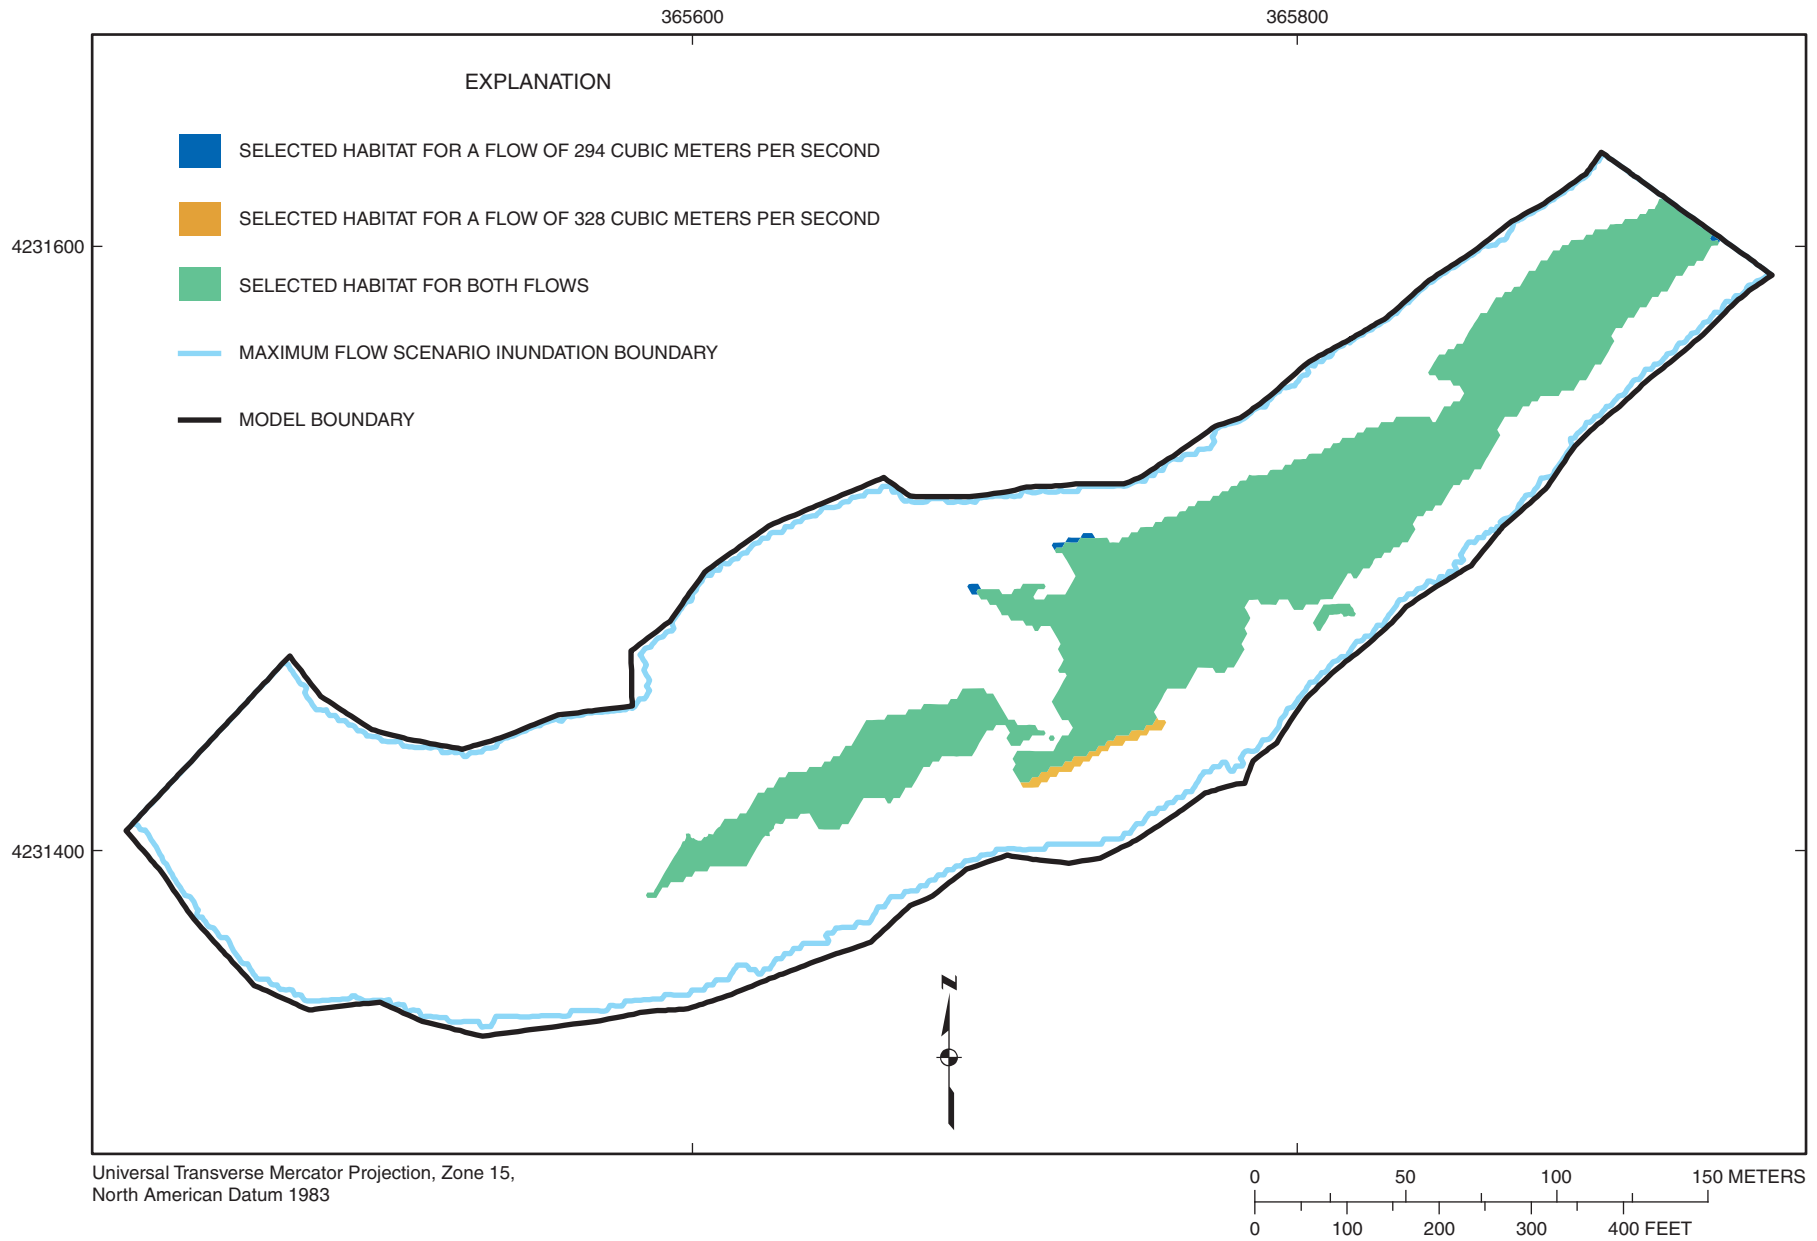 365600 365800
EXPLANATION
SELECTED HABITAT FOR A FLOW OF 294 CUBIC METERS PER SECOND
SELECTED HABITAT FOR A FLOW OF 328 CUBIC METERS PER SECOND
4231600
SELECTED HABITAT FOR BOTH FLOWS
MAXIMUM FLOW SCENARIO INUNDATION BOUNDARY
MODEL BOUNDARY
4231400
N
Universal Transverse Mercator Projection, Zone 15,
North American Datum 1983
0 50 100 150 METERS
0 100 200 300 400 FEET